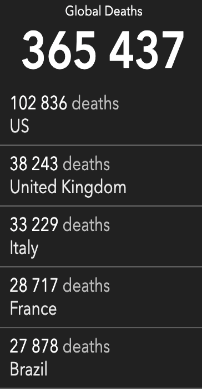 Global Deaths
365 437
102 836 deaths
US
38 243 deaths
United Kingdom
33 229 deaths
Italy
28 717 deaths
France
27 878 deaths
Brazil